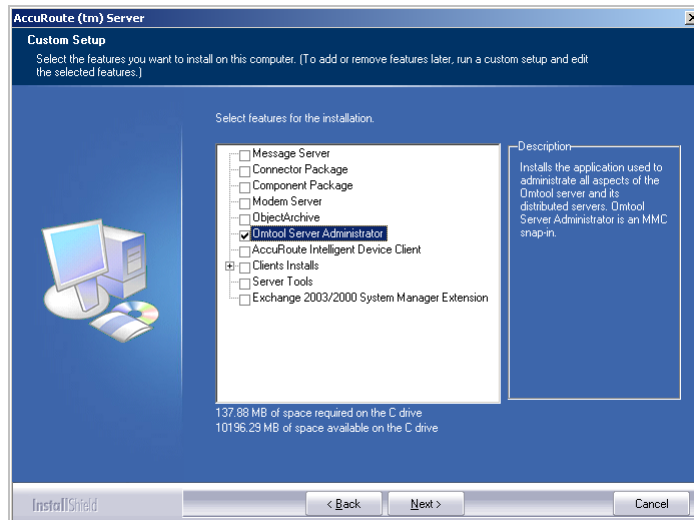 AccuRoute (tm) Server
Custom Setup
Select the features you want to install on this computer. (To add or remove features later, run a custom setup and edit
the selected features.)
Select features for the installation.
Message Server
Connector Package
Component Package
Modem Server
ObjectArchive
Omtool Server Administrator
AccuRoute Intelligent Device Client
Clients Installs
Server Tools
Exchange 2003/2000 System Manager Extension
Description
Installs the application used to
administrate all aspects of the
Omtool server and its
distributed servers. Omtool
Server Administrator is an MMC
snap-in.
137.88 MB of space required on the C drive
10196.29 MB of space available on the C drive
InstallShield
< Back
Next >
Cancel